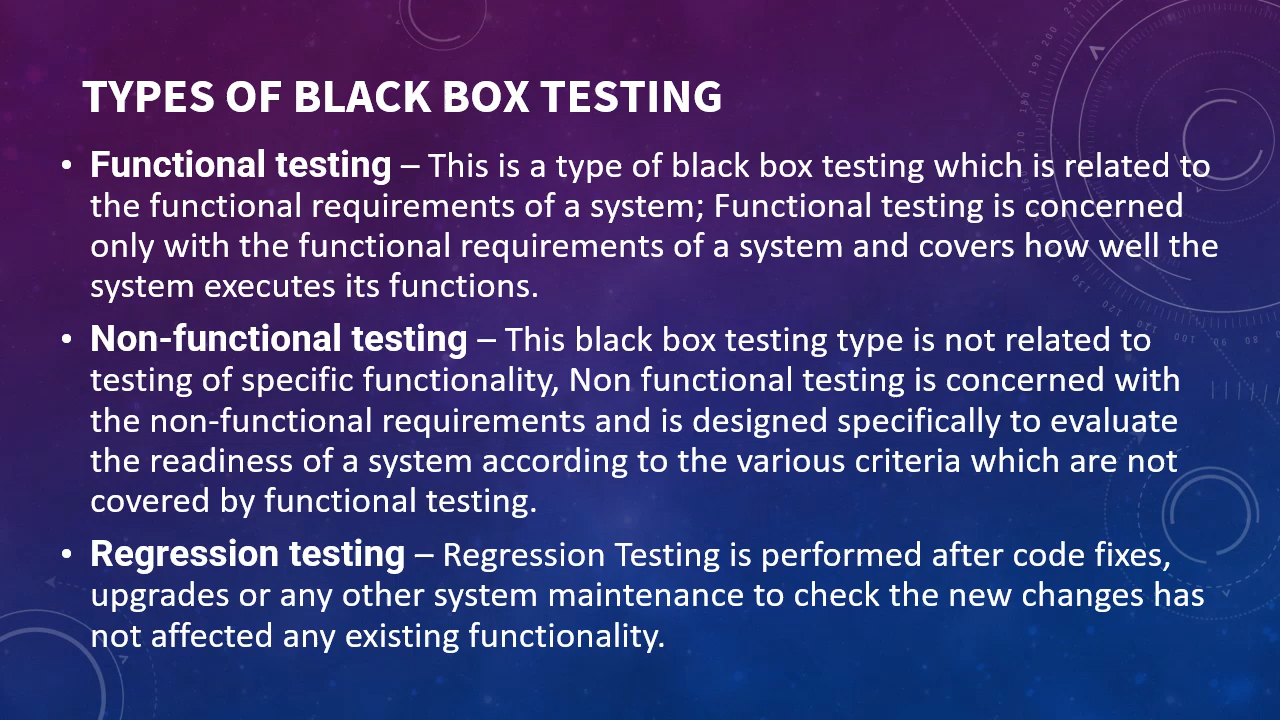 TYPES OF BLACK BOX TESTING
• Functional testing – This is a type of black box testing which is related to
the functional requirements of a system; Functional testing is concerned
only with the functional requirements of a system and covers how well the
system executes its functions.
• Non-functional testing – This black box testing type is not related to
testing of specific functionality, Non functional testing is concerned with
the non-functional requirements and is designed specifically to evaluate
the readiness of a system according to the various criteria which are not
covered by functional testing.
• Regression testing – Regression Testing is performed after code fixes,
upgrades or any other system maintenance to check the new changes has
not affected any existing functionality.